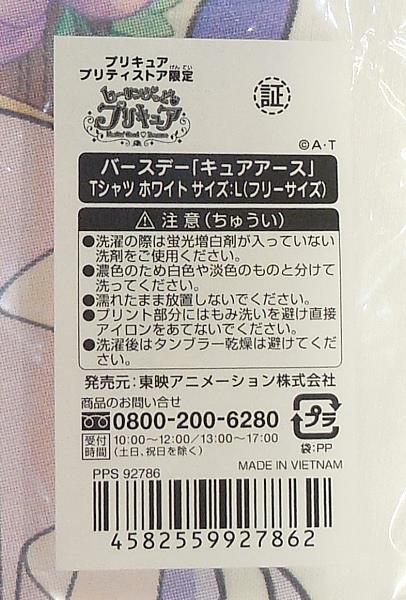 プリキュア
プリティストア限定
げんてい
証
ヒーリングっど
プリキュア
Healin' Good ♡ Precure
©A・T
バースデー「キュアアース」
Tシャツ ホワイト サイズ:L(フリーサイズ)
注意(ちゅうい)
●洗濯の際は蛍光増白剤が入っていない
洗剤をご使用ください。
●濃色のため白色や淡色のものと分けて
洗ってください。
●濡れたまま放置しないでください。
●プリント部分にはもみ洗いを避け直接
アイロンをあてないでください。
●洗濯後はタンブラー乾燥は避けてくだ
さい。
発売元:東映アニメーション株式会社
商品のお問い合せ
0800-200-6280
受付時間 10:00〜12:00/13:00〜17:00
(土日、祝日を除く)
プラ
袋:PP
MADE IN VIETNAM
PPS 92786
4582559927862